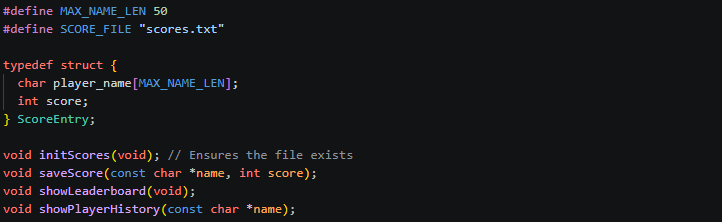 #define MAX_NAME_LEN 50
#define SCORE_FILE "scores.txt"

typedef struct {
  char player_name[MAX_NAME_LEN];
  int score;
} ScoreEntry;

void initScores(void); // Ensures the file exists
void saveScore(const char *name, int score);
void showLeaderboard(void);
void showPlayerHistory(const char *name);